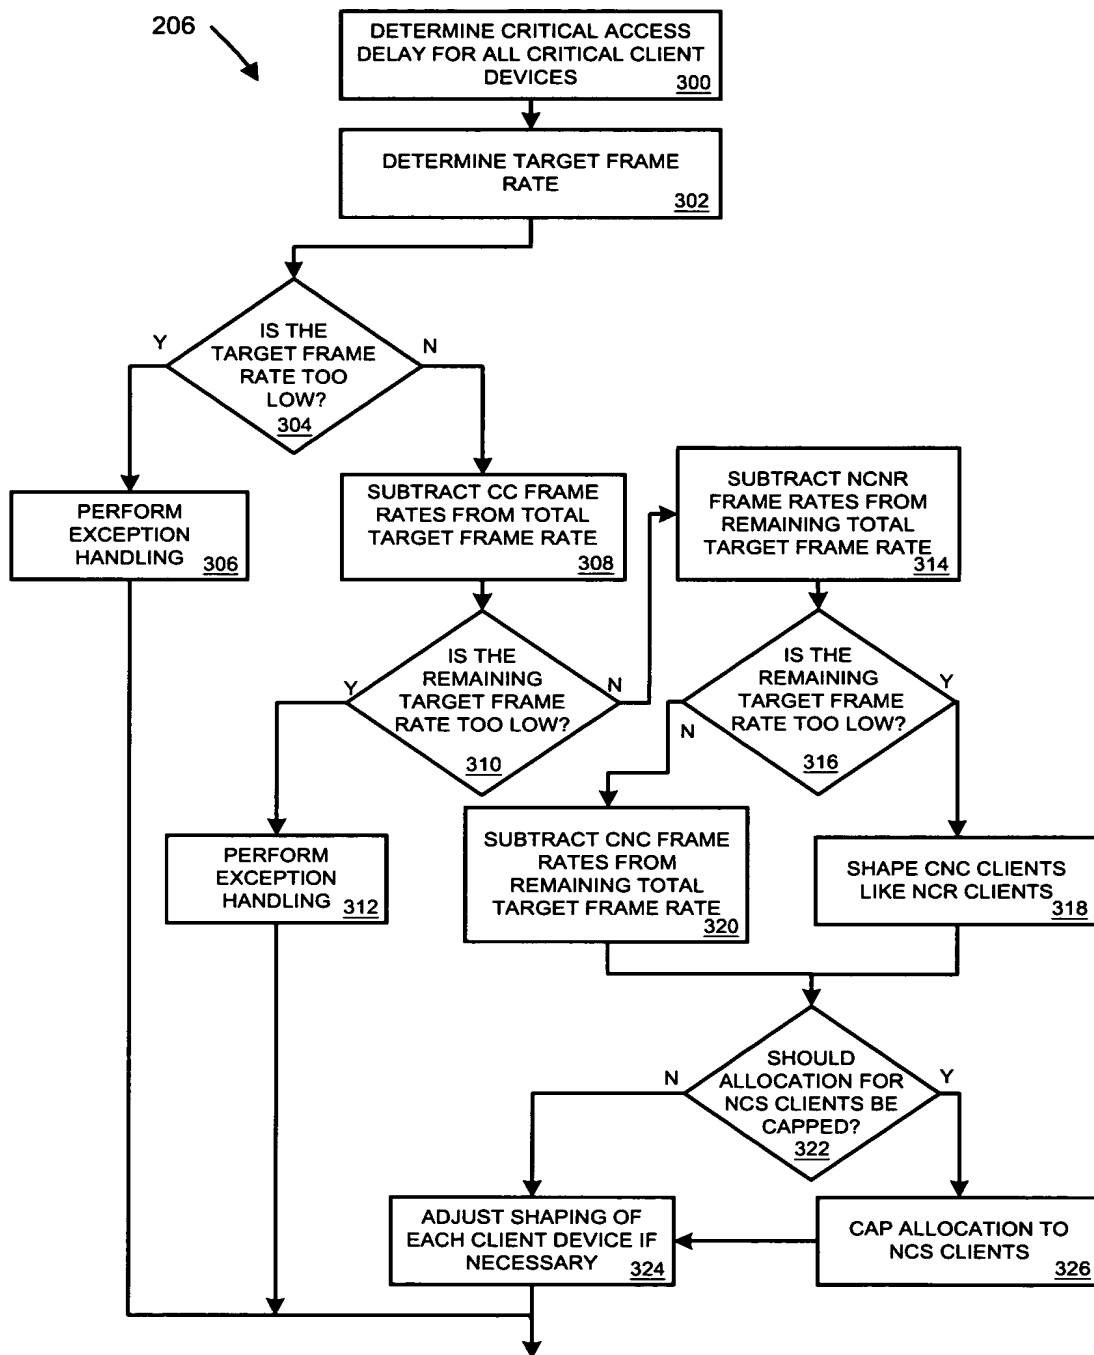 206
DETERMINE CRITICAL ACCESS
DELAY FOR ALL CRITICAL CLIENT
DEVICES
300
DETERMINE TARGET FRAME
RATE
302
IS THE
TARGET FRAME
RATE TOO
LOW?
304
Y
N
PERFORM
EXCEPTION
HANDLING
306
SUBTRACT CC FRAME
RATES FROM TOTAL
TARGET FRAME RATE
308
SUBTRACT NCNR
FRAME RATES FROM
REMAINING TOTAL
TARGET FRAME RATE
314
IS THE
REMAINING
TARGET FRAME
RATE TOO LOW?
310
Y
N
IS THE
REMAINING
TARGET FRAME
RATE TOO LOW?
316
N
Y
PERFORM
EXCEPTION
HANDLING
312
SUBTRACT CNC FRAME
RATES FROM
REMAINING TOTAL
TARGET FRAME RATE
320
SHAPE CNC CLIENTS
LIKE NCR CLIENTS
318
SHOULD
ALLOCATION FOR
NCS CLIENTS BE
CAPPED?
322
N
Y
ADJUST SHAPING OF
EACH CLIENT DEVICE IF
NECESSARY
324
CAP ALLOCATION TO
NCS CLIENTS
326